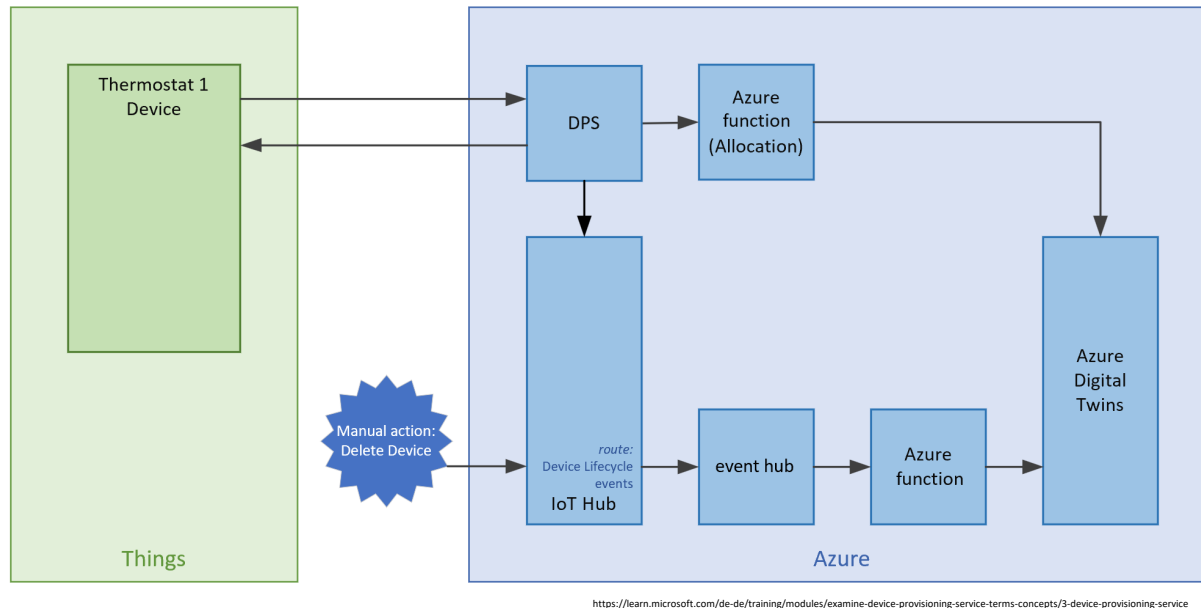 Thermostat 1
Device
DPS
Azure
function
(Allocation)
Manual action:
Delete Device
route:
Device Lifecycle
events
IoT Hub
event hub
Azure
function
Azure
Digital
Twins
Things
Azure
https://learn.microsoft.com/de-de/training/modules/examine-device-provisioning-service-terms-concepts/3-device-provisioning-service